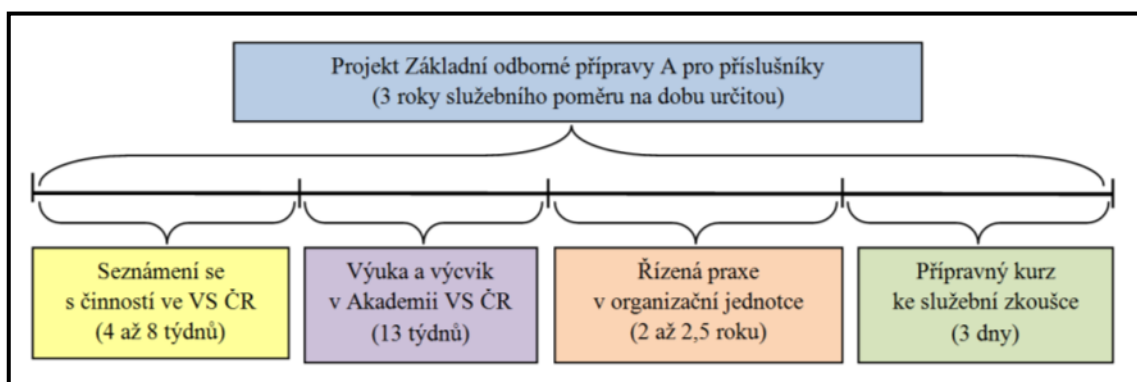 Projekt Základní odborné přípravy A pro příslušníky
(3 roky služebního poměru na dobu určitou)
Seznámení se
s činností ve VS ČR
(4 až 8 týdnů)
Výuka a výcvik
v Akademii VS ČR
(13 týdnů)
Řízená praxe
v organizační jednotce
(2 až 2,5 roku)
Přípravný kurz
ke služební zkoušce
(3 dny)